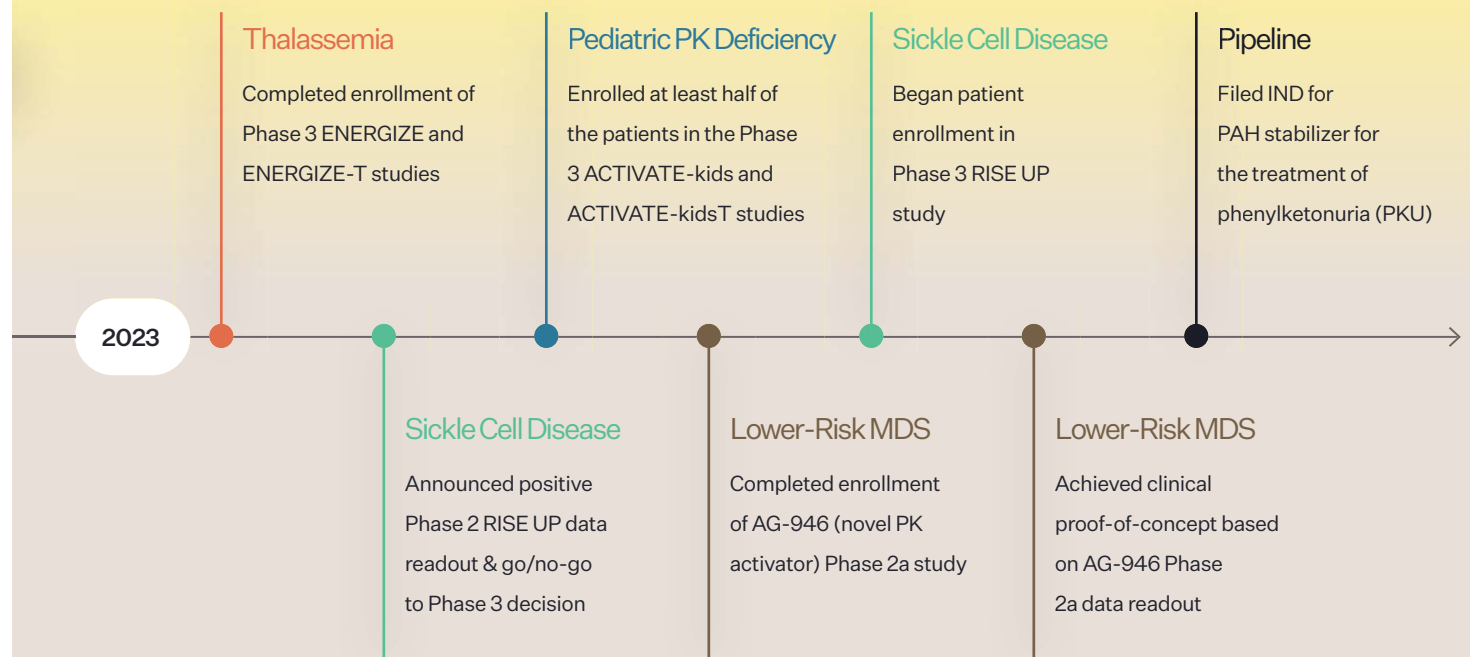 Thalassemia
Completed enrollment of
Phase 3 ENERGIZE and
ENERGIZE-T studies
Pediatric PK Deficiency
Enrolled at least half of
the patients in the Phase
3 ACTIVATE-kids and
ACTIVATE-kidsT studies
Sickle Cell Disease
Began patient
enrollment in
Phase 3 RISE UP
study
Pipeline
Filed IND for
PAH stabilizer for
the treatment of
phenylketonuria (PKU)
2023
Sickle Cell Disease
Announced positive
Phase 2 RISE UP data
readout & go/no-go
to Phase 3 decision
Lower-Risk MDS
Completed enrollment
of AG-946 (novel PK
activator) Phase 2a study
Lower-Risk MDS
Achieved clinical
proof-of-concept based
on AG-946 Phase
2a data readout